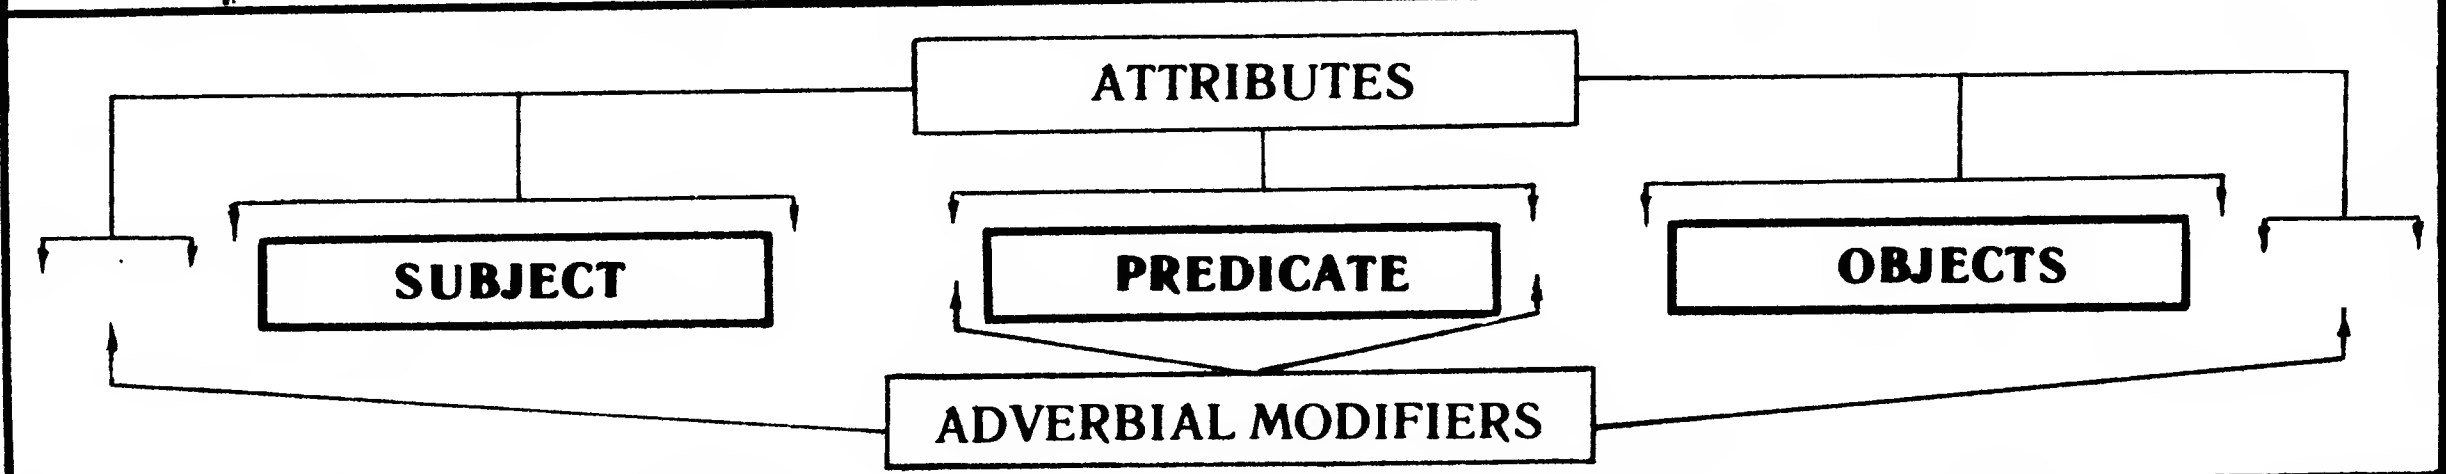 ATTRIBUTES
SUBJECT
PREDICATE
OBJECTS
ADVERBIAL MODIFIERS